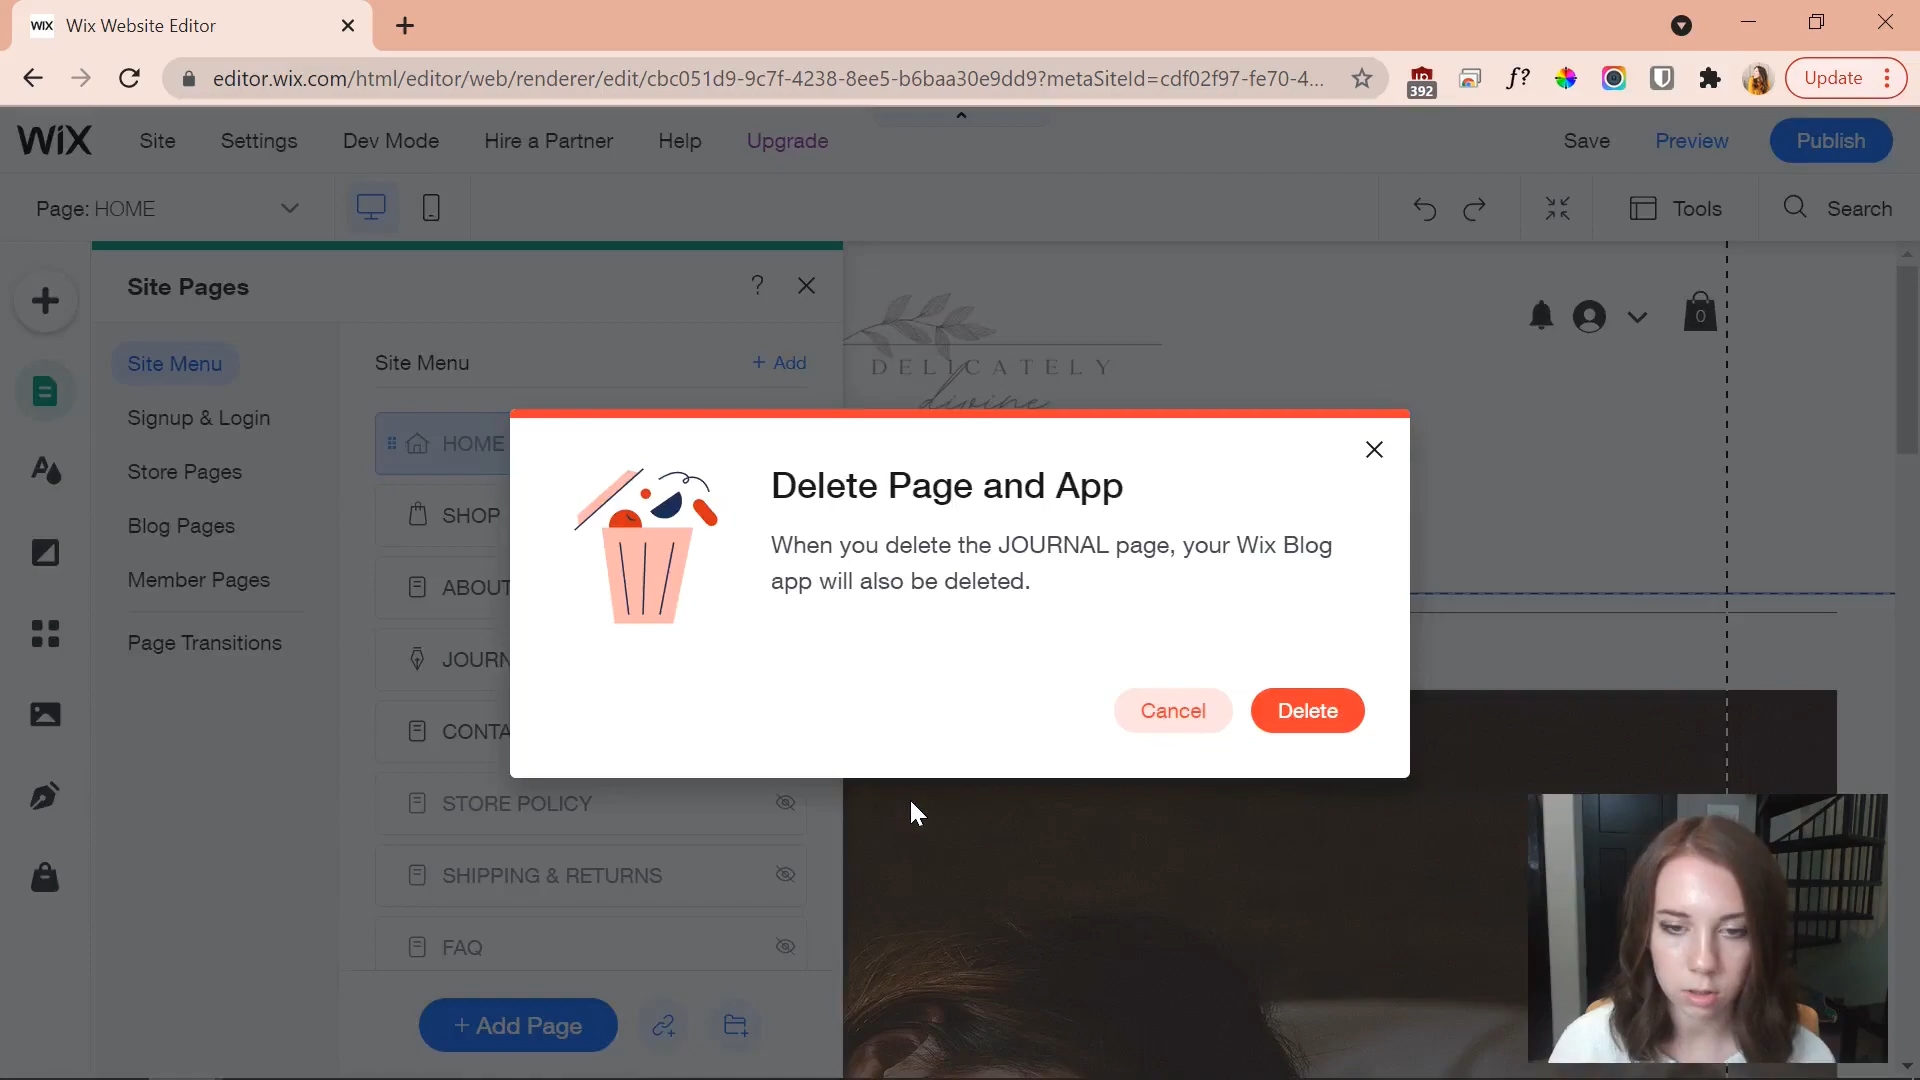 WIX Wix Website Editor
editor.wix.com/html/editor/web/renderer/edit/cbc051d9-9c7f-4238-8ee5-b6baa30e9dd9?metaSiteId=cdf02f97-fe70-4...
f?
392
Update
WIX Site Settings Dev Mode Hire a Partner Help Upgrade Save Preview Publish
Page: HOME Tools Search
Site Pages ?
Site Menu
Signup & Login
Store Pages
Blog Pages
Member Pages
Page Transitions
Site Menu + Add
HOME
SHOP
ABOUT
JOURN
CONTA
STORE POLICY
SHIPPING & RETURNS
FAQ
+ Add Page
DELICATELY
divine
0
Delete Page and App
When you delete the JOURNAL page, your Wix Blog
app will also be deleted.
Cancel Delete